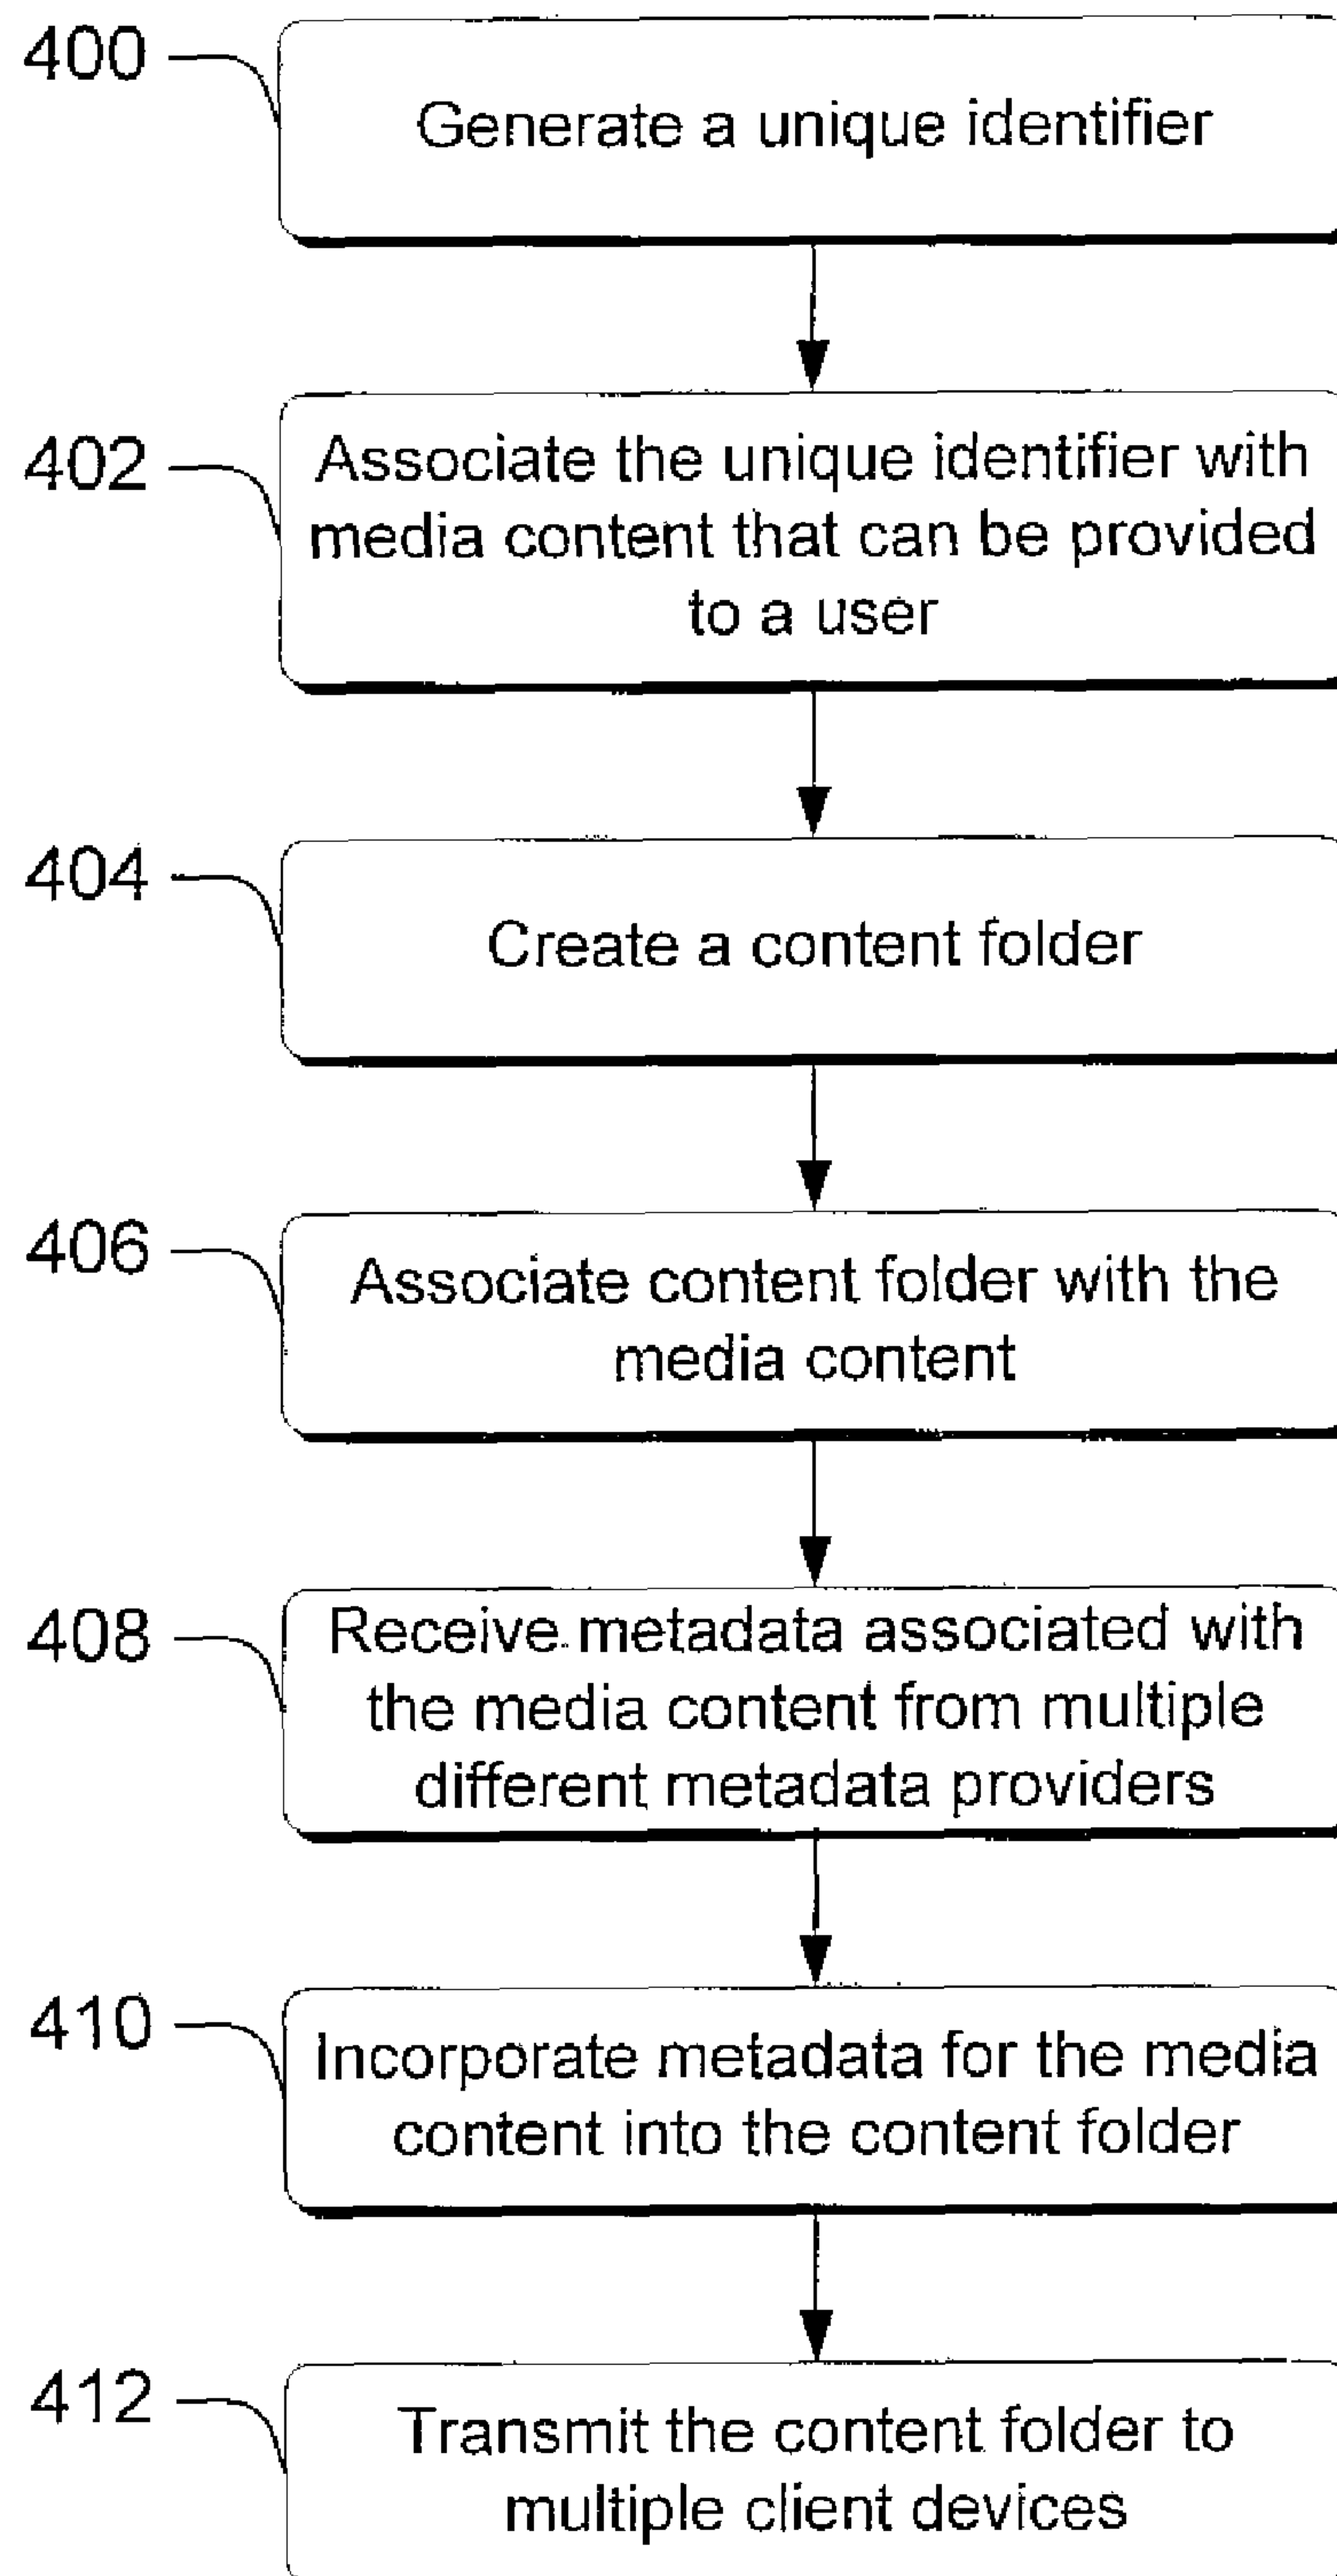 400
Generate a unique identifier
402
Associate the unique identifier with
media content that can be provided
to a user
404
Create a content folder
406
Associate content folder with the
media content
408
Receive metadata associated with
the media content from multiple
different metadata providers
410
Incorporate metadata for the media
content into the content folder
412
Transmit the content folder to
multiple client devices